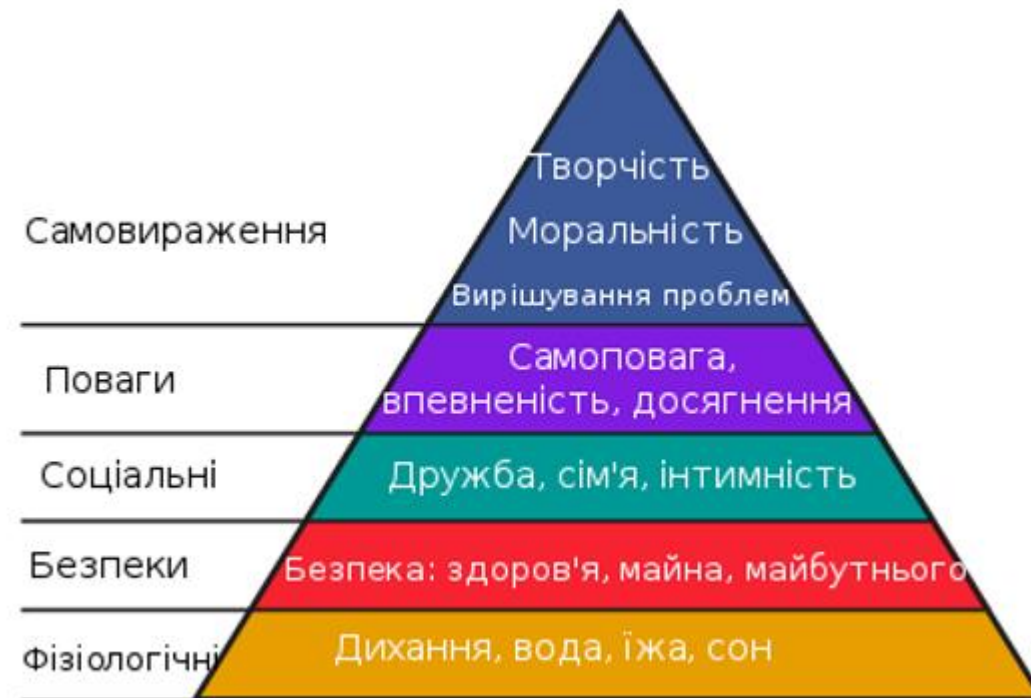 Творчість
Самовираження
Моральність
Вирішування проблем
Поваги
Самоповага,
впевненість, досягнення
Соціальні
Дружба, сім'я, інтимність
Безпеки
Безпека: здоров'я, майна, майбутнього
Фізіологічні
Дихання, вода, їжа, сон